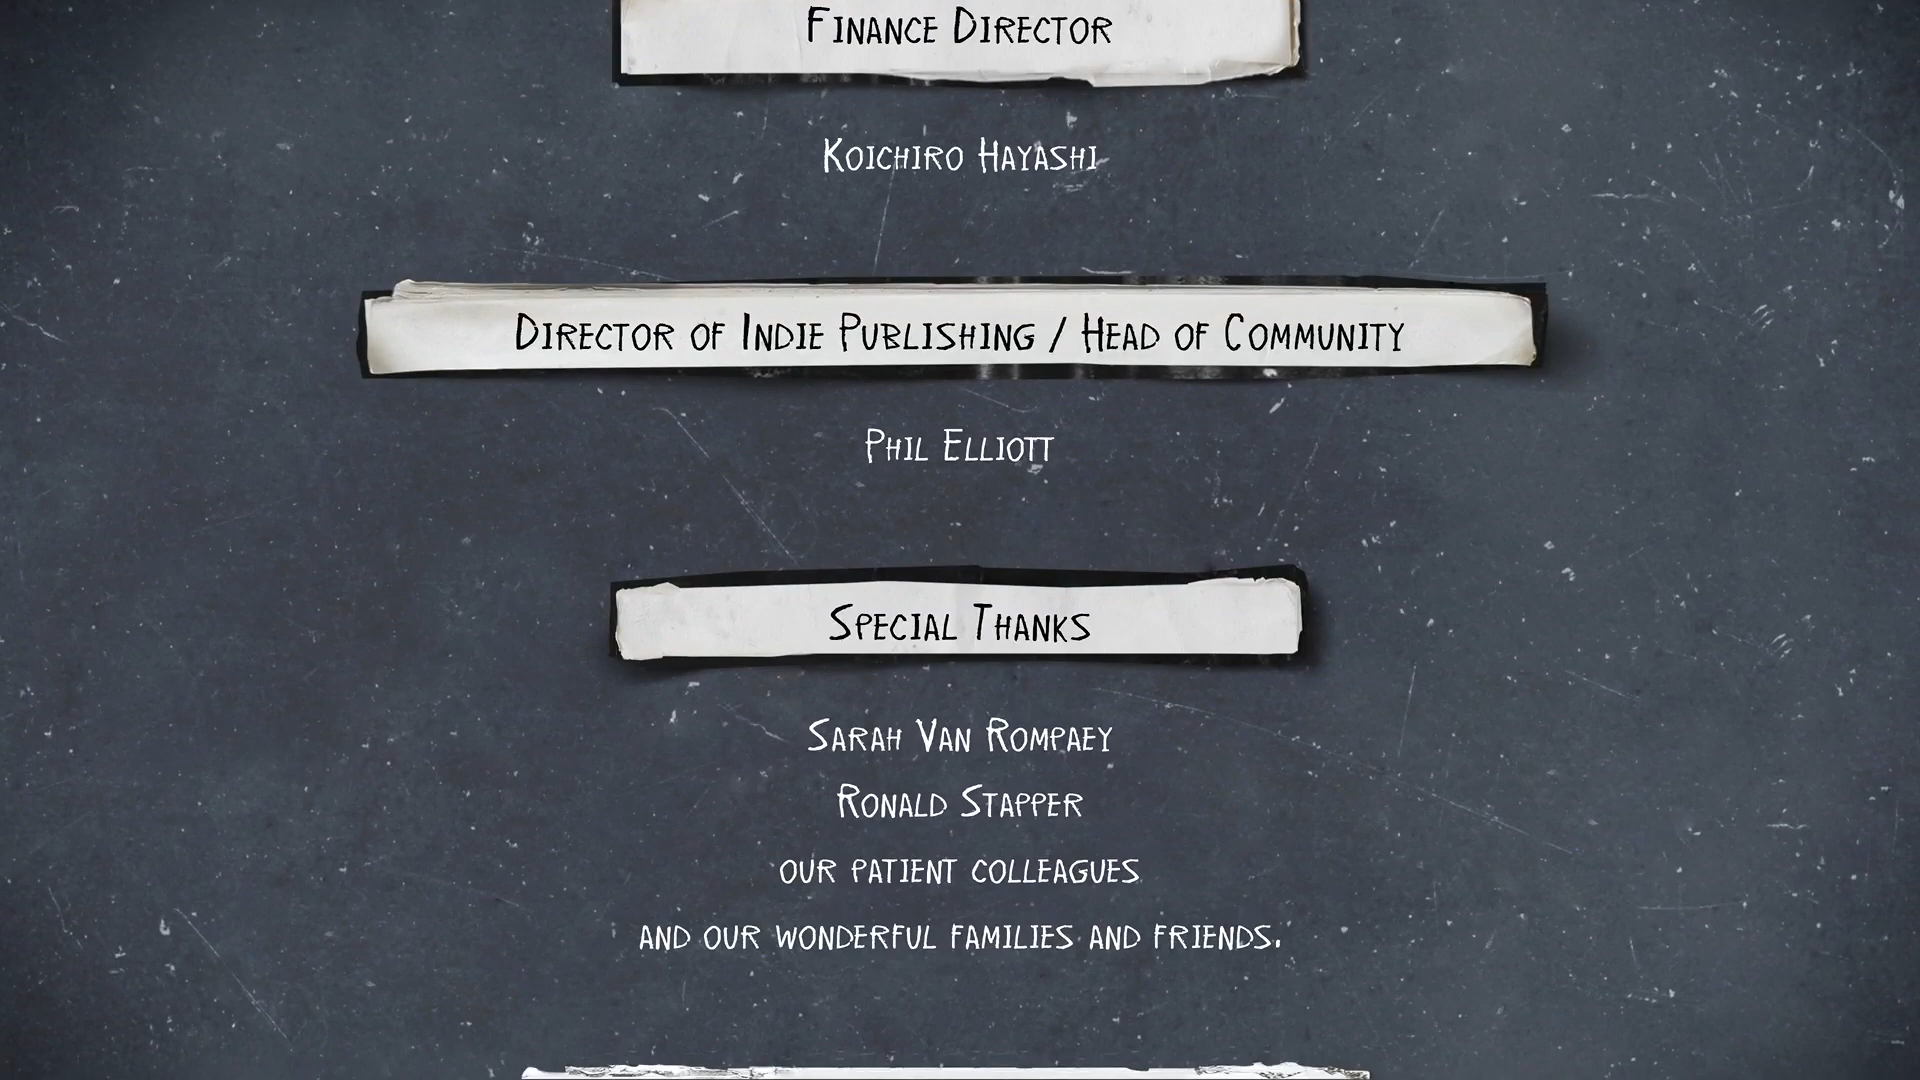 Finance Director
Koichiro Hayashi
Director of Indie Publishing / Head of Community
Phil Elliott
Special Thanks
Sarah Van Rompaey
Ronald Stapper
our patient colleagues
and our wonderful families and friends.